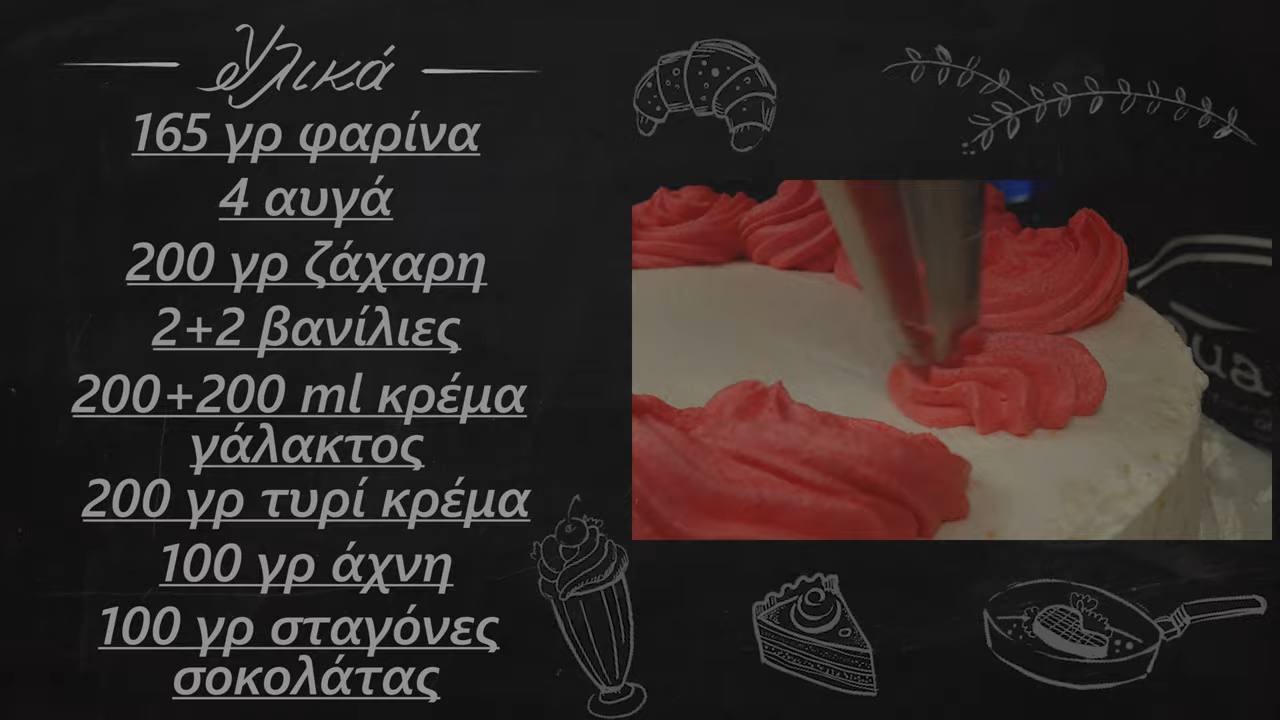 Υλικά
165 γρ φαρίνα
4 αυγά
200 γρ ζάχαρη
2+2 βανίλιες
200+200 ml κρέμα
γάλακτος
200 γρ τυρί κρέμα
100 γρ άχνη
100 γρ σταγόνες
σοκολάτας